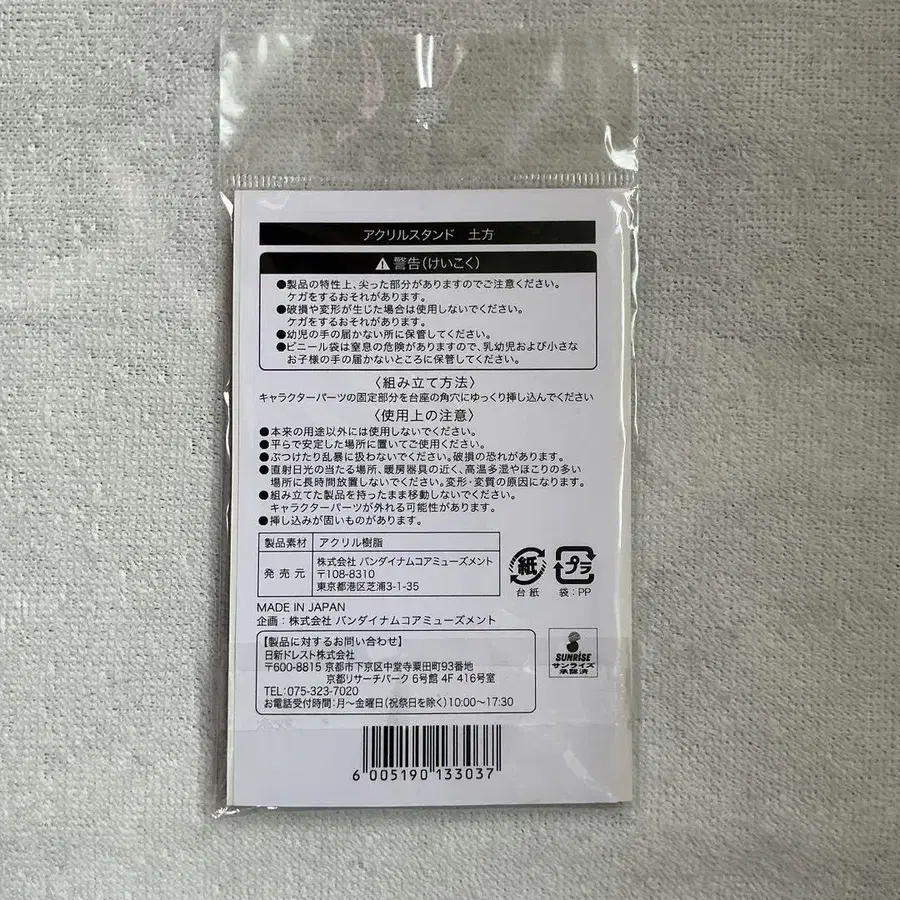 アクリルスタンド 土方
⚠警告(けいこく)
●製品の特性上、尖った部分がありますのでご注意ください。
ケガをするおそれがあります。
●破損や変形が生じた場合は使用しないでください。
ケガをするおそれがあります。
●幼児の手の届かない所に保管してください。
●ビニール袋は窒息の危険がありますので、乳幼児および小さな
お子様の手の届かないところに保管してください。
〈組み立て方法〉
キャラクターパーツの固定部分を台座の角穴にゆっくり挿し込んでください
〈使用上の注意〉
●本来の用途以外には使用しないでください。
●平らで安定した場所に置いてご使用ください。
●ぶつけたり乱暴に扱わないでください。破損の恐れがあります。
●直射日光の当たる場所、暖房器具の近く、高温多湿やほこりの多い
場所に長時間放置しないでください。変形・変質の原因になります。
●組み立てた製品を持ったまま移動しないでください。
キャラクターパーツが外れる可能性があります。
●挿し込みが固いものがあります。
製品素材 アクリル樹脂
発売元 株式会社 バンダイナムコアミューズメント
〒108-8310
東京都港区芝浦3-1-35
紙
台紙
プラ
袋:PP
MADE IN JAPAN
企画:株式会社 バンダイナムコアミューズメント
【製品に対するお問い合わせ】
日新ドレスト株式会社
〒600-8815 京都市下京区中堂寺粟田町93番地
京都リサーチパーク 6号館 4F 416号室
TEL:075-323-7020
お電話受付時間:月~金曜日(祝祭日を除く)10:00~17:30
SUNRISE
サンライズ
承認済
6 005190 133037